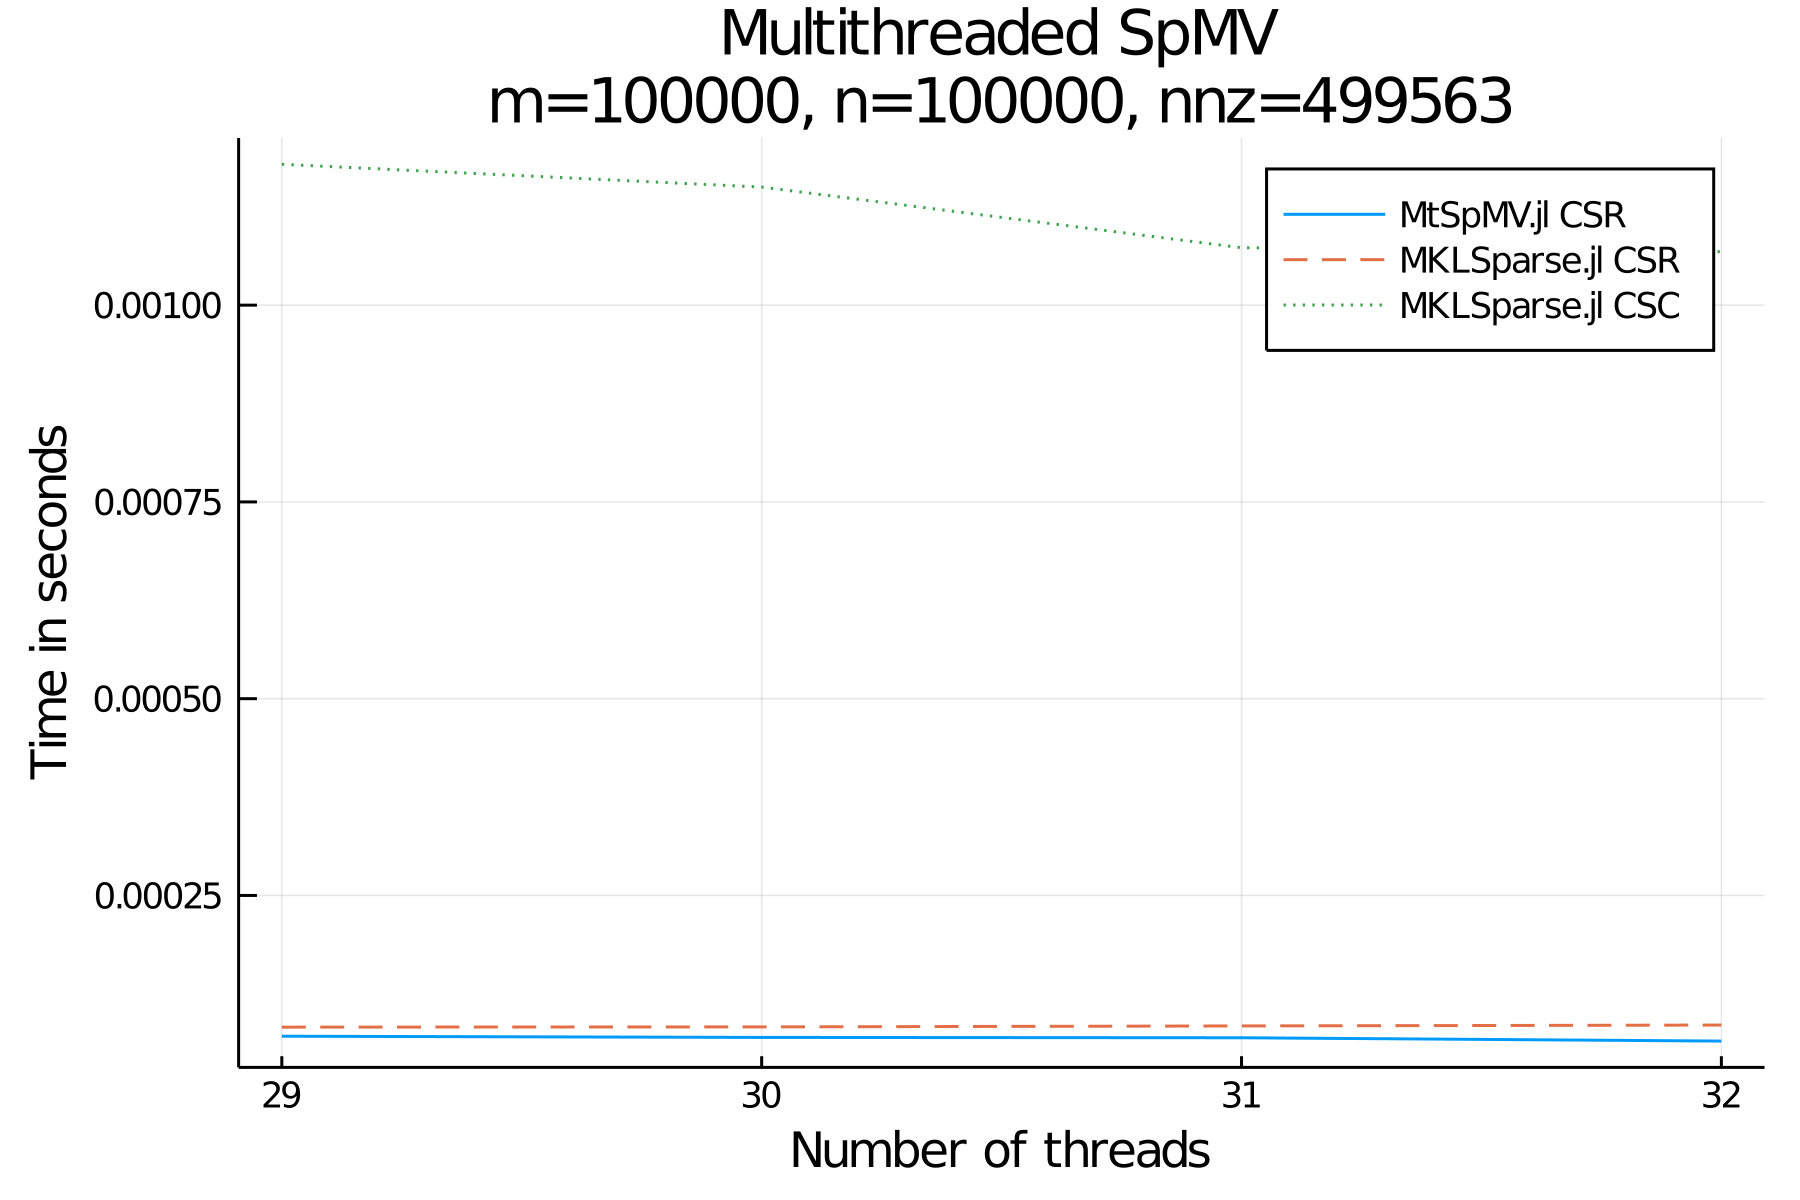 Multithreaded SpMV
m=100000, n=100000, nnz=499563
MtSpMV.jl CSR
MKLSparse.jl CSR
MKLSparse.jl CSC
Time in seconds
0.00100
0.00075
0.00050
0.00025
29 30 31 32
Number of threads